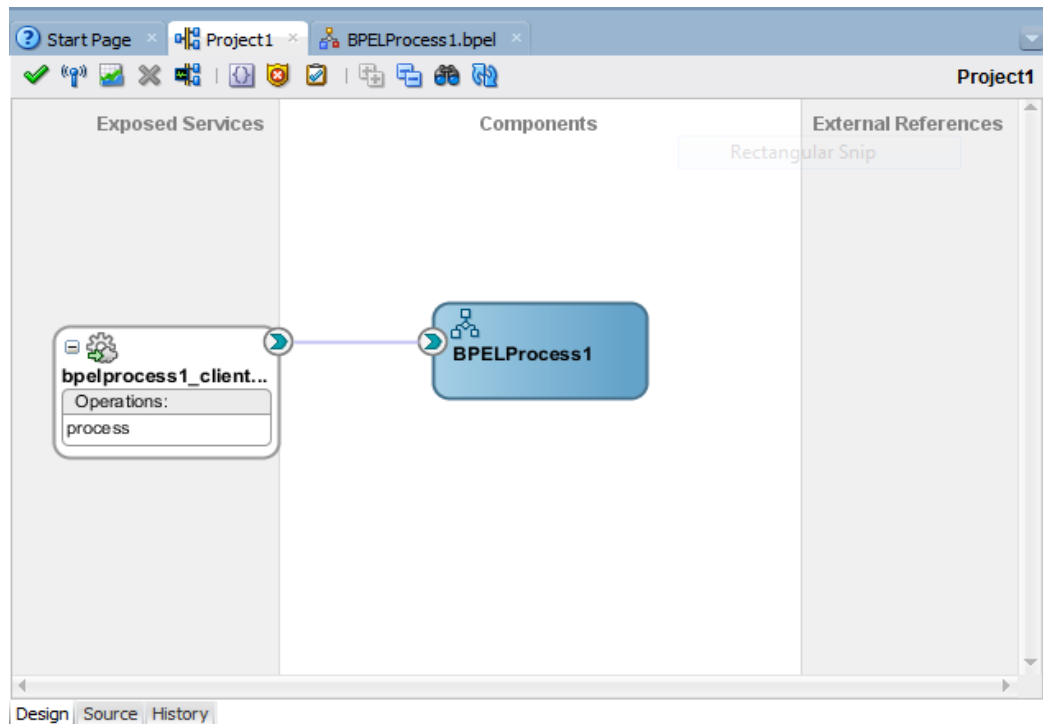 Start Page
Project1
BPELProcess1.bpel
Project1
Exposed Services
Components
External References
Rectangular Snip
BPELProcess1
bpelprocess1_client...
Operations:
process
Design Source History